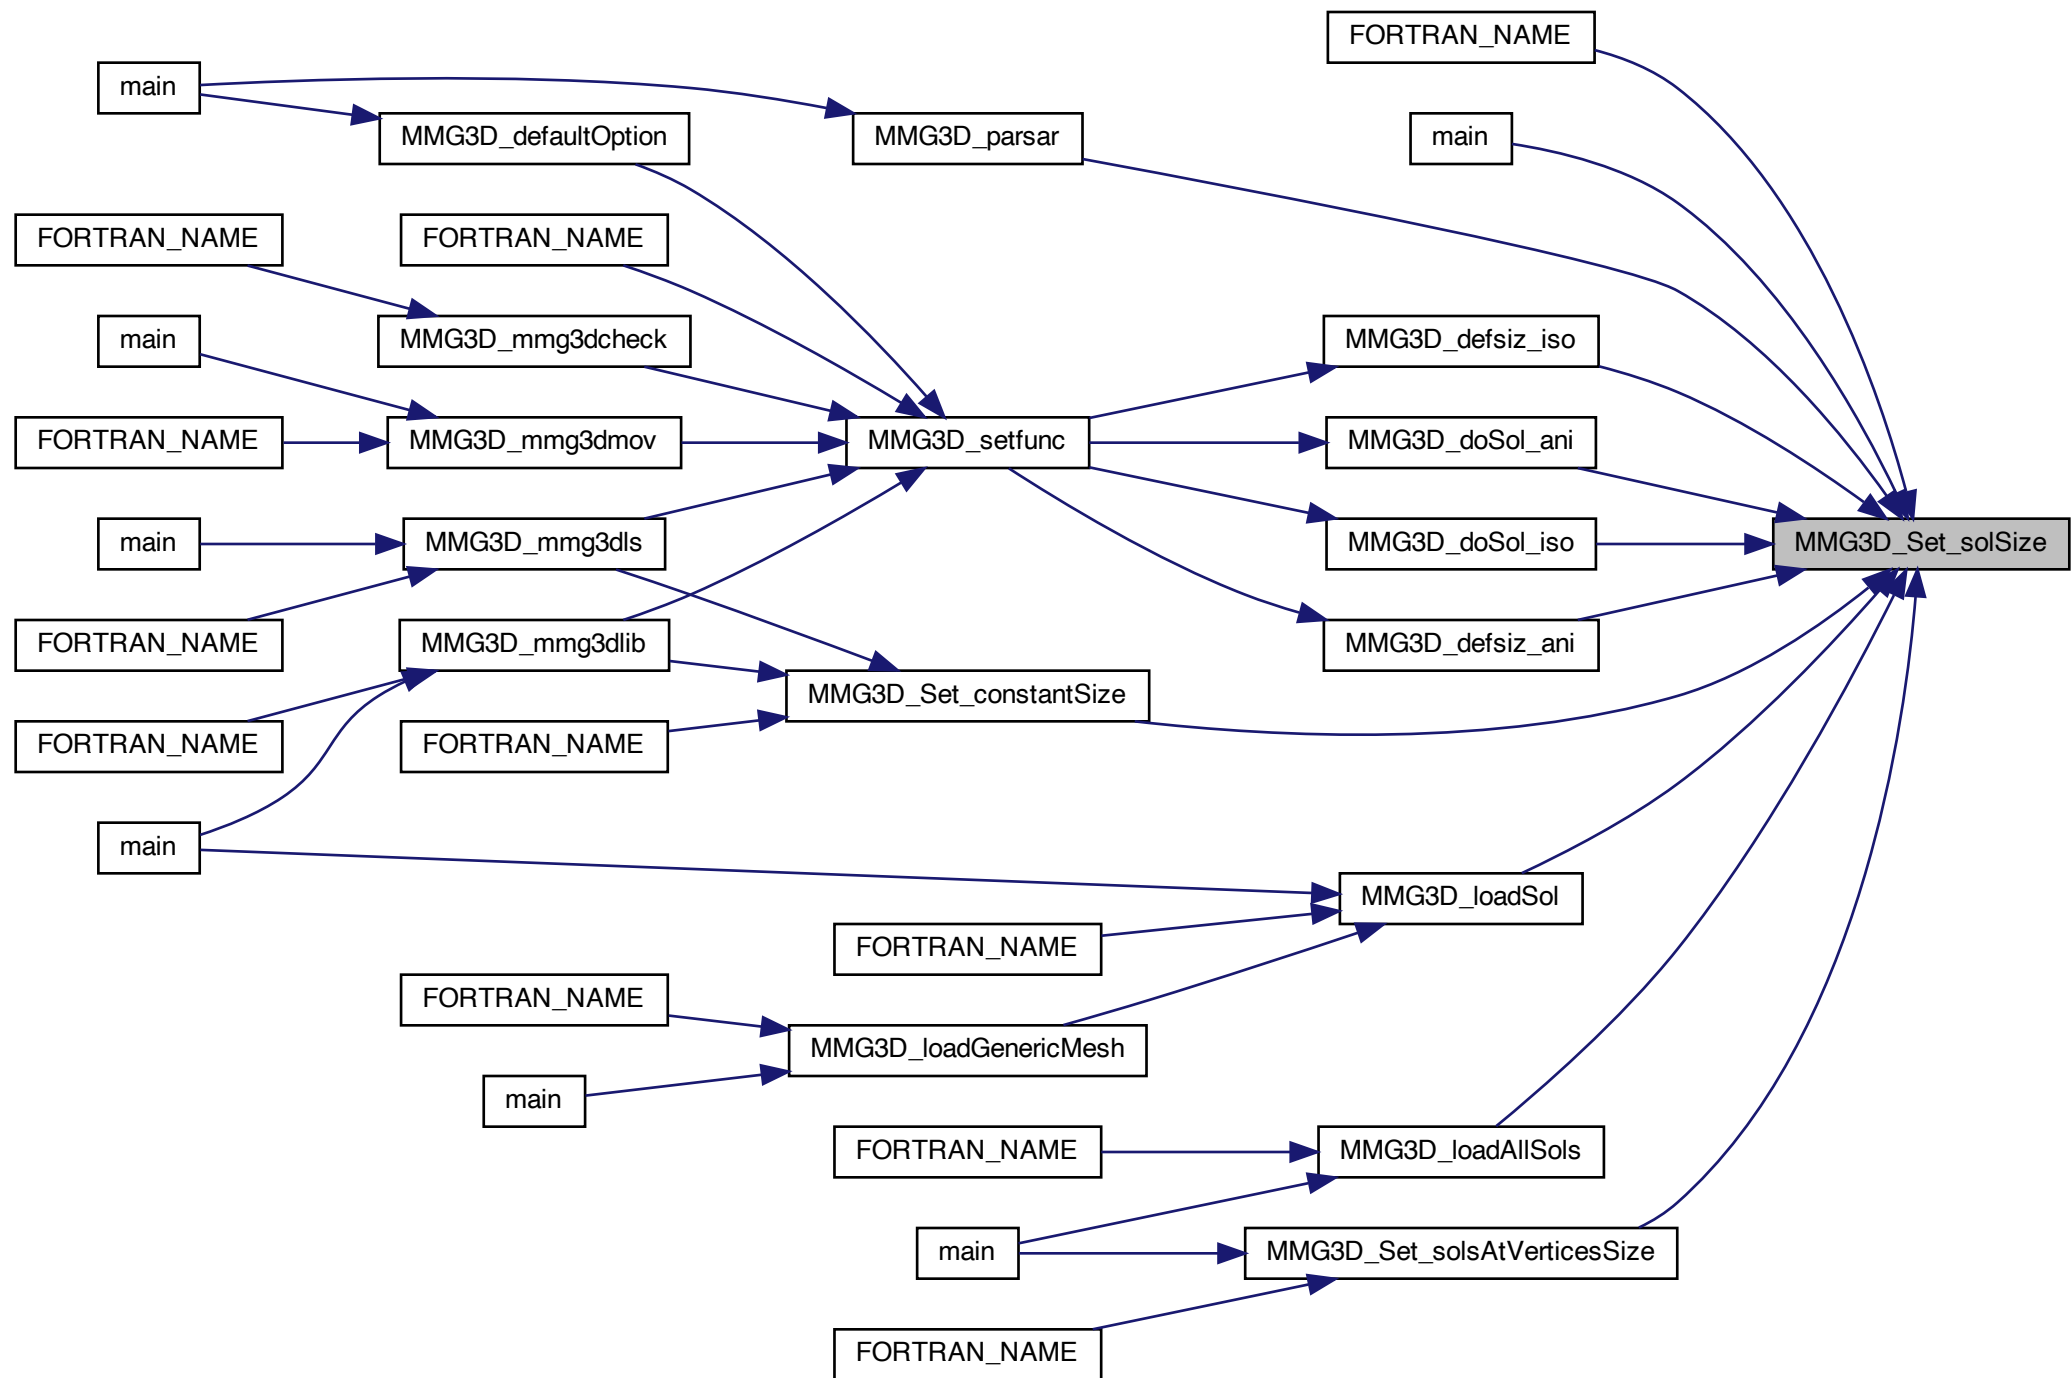 FORTRAN_NAME
main
main
MMG3D_defaultOption
MMG3D_parsar
FORTRAN_NAME
FORTRAN_NAME
main
MMG3D_mmg3dcheck
MMG3D_defsiz_iso
FORTRAN_NAME
MMG3D_mmg3dmov
MMG3D_setfunc
MMG3D_doSol_ani
main
MMG3D_mmg3dls
MMG3D_doSol_iso
MMG3D_Set_solSize
FORTRAN_NAME
MMG3D_mmg3dlib
MMG3D_defsiz_ani
MMG3D_Set_constantSize
FORTRAN_NAME
FORTRAN_NAME
main
MMG3D_loadSol
FORTRAN_NAME
FORTRAN_NAME
MMG3D_loadGenericMesh
main
FORTRAN_NAME
MMG3D_loadAllSols
main
MMG3D_Set_solsAtVerticesSize
FORTRAN_NAME